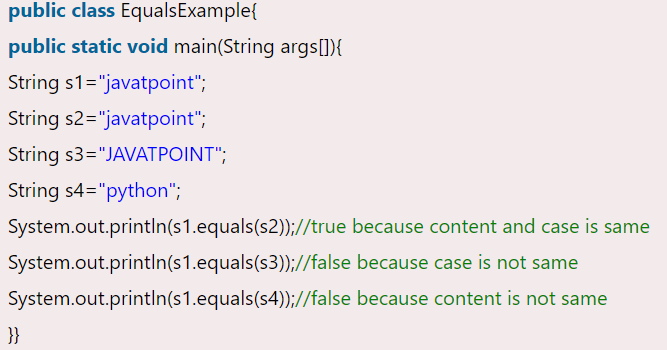 public class EqualsExample{
public static void main(String args[]){
String s1="javatpoint";
String s2="javatpoint";
String s3="JAVATPOINT";
String s4="python";
System.out.println(s1.equals(s2));//true because content and case is same
System.out.println(s1.equals(s3));//false because case is not same
System.out.println(s1.equals(s4));//false because content is not same
}}